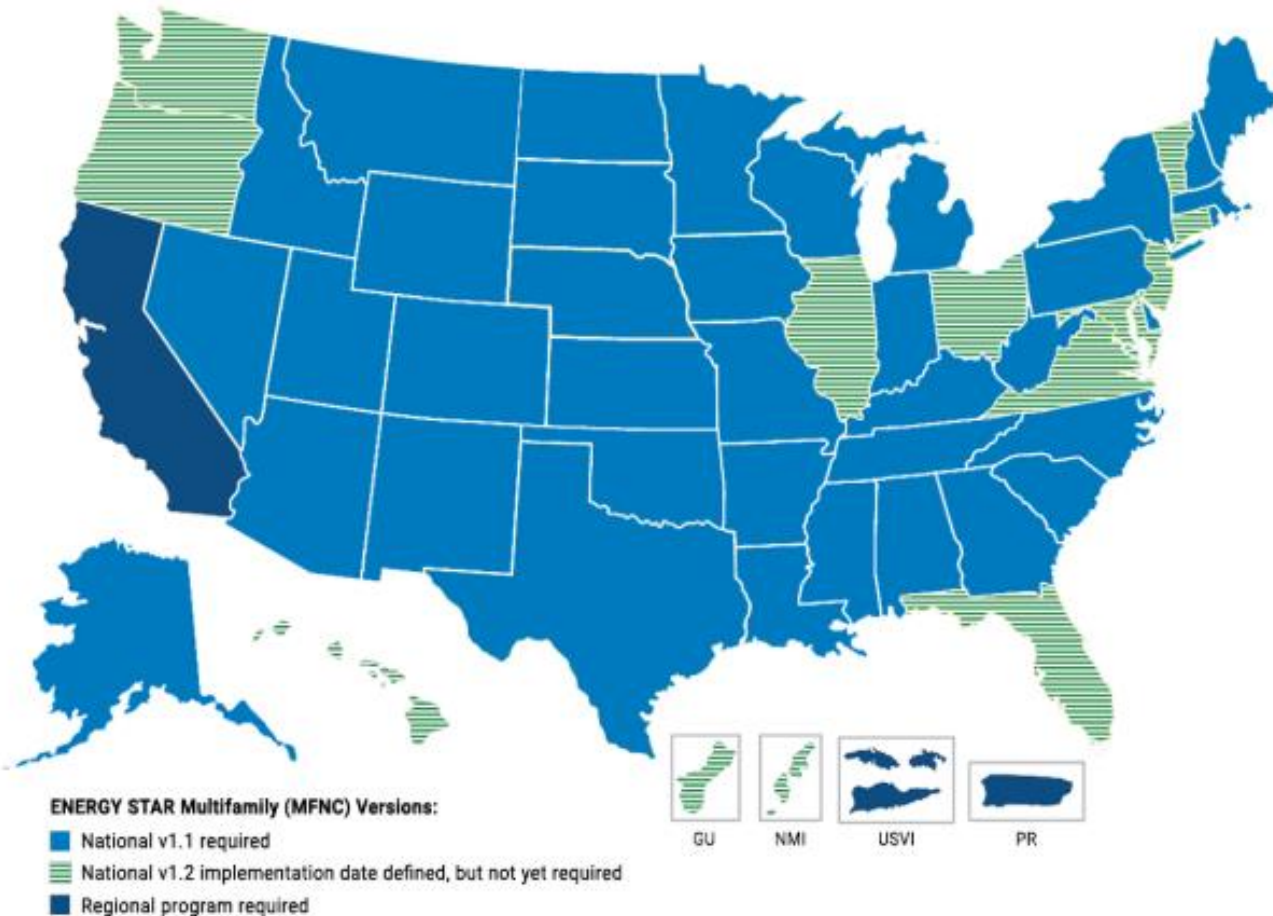 GU
NMI
USVI
PR
ENERGY STAR Multifamily (MFNC) Versions:
National v1.1 required
National v1.2 implementation date defined, but not yet required
Regional program required